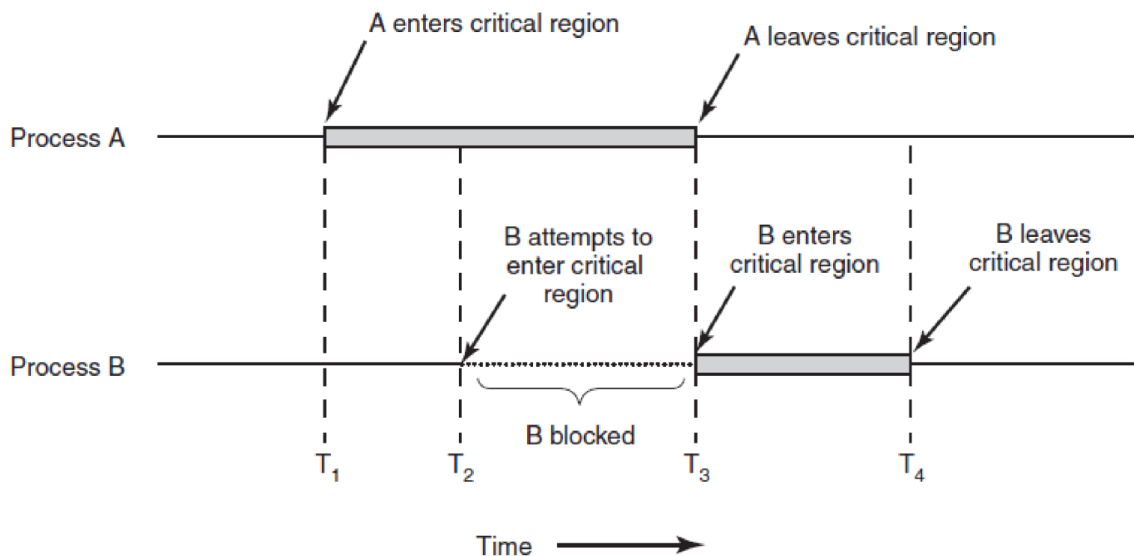 A enters critical region
A leaves critical region
Process A
B attempts to
enter critical
region
B enters
critical region
B leaves
critical region
Process B
B blocked
T₁
T₂
T₃
T₄
Time